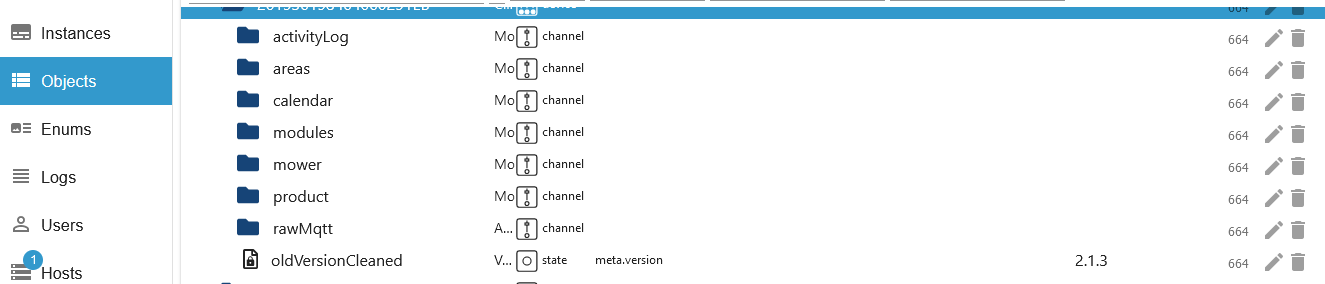 Instances
Objects
Enums
Logs
Users
1
Hosts
activityLog Mo channel 664
areas Mo channel 664
calendar Mo channel 664
modules Mo channel 664
mower Mo channel 664
product Mo channel 664
rawMqtt A... channel 664
oldVersionCleaned V... state meta.version 2.1.3 664